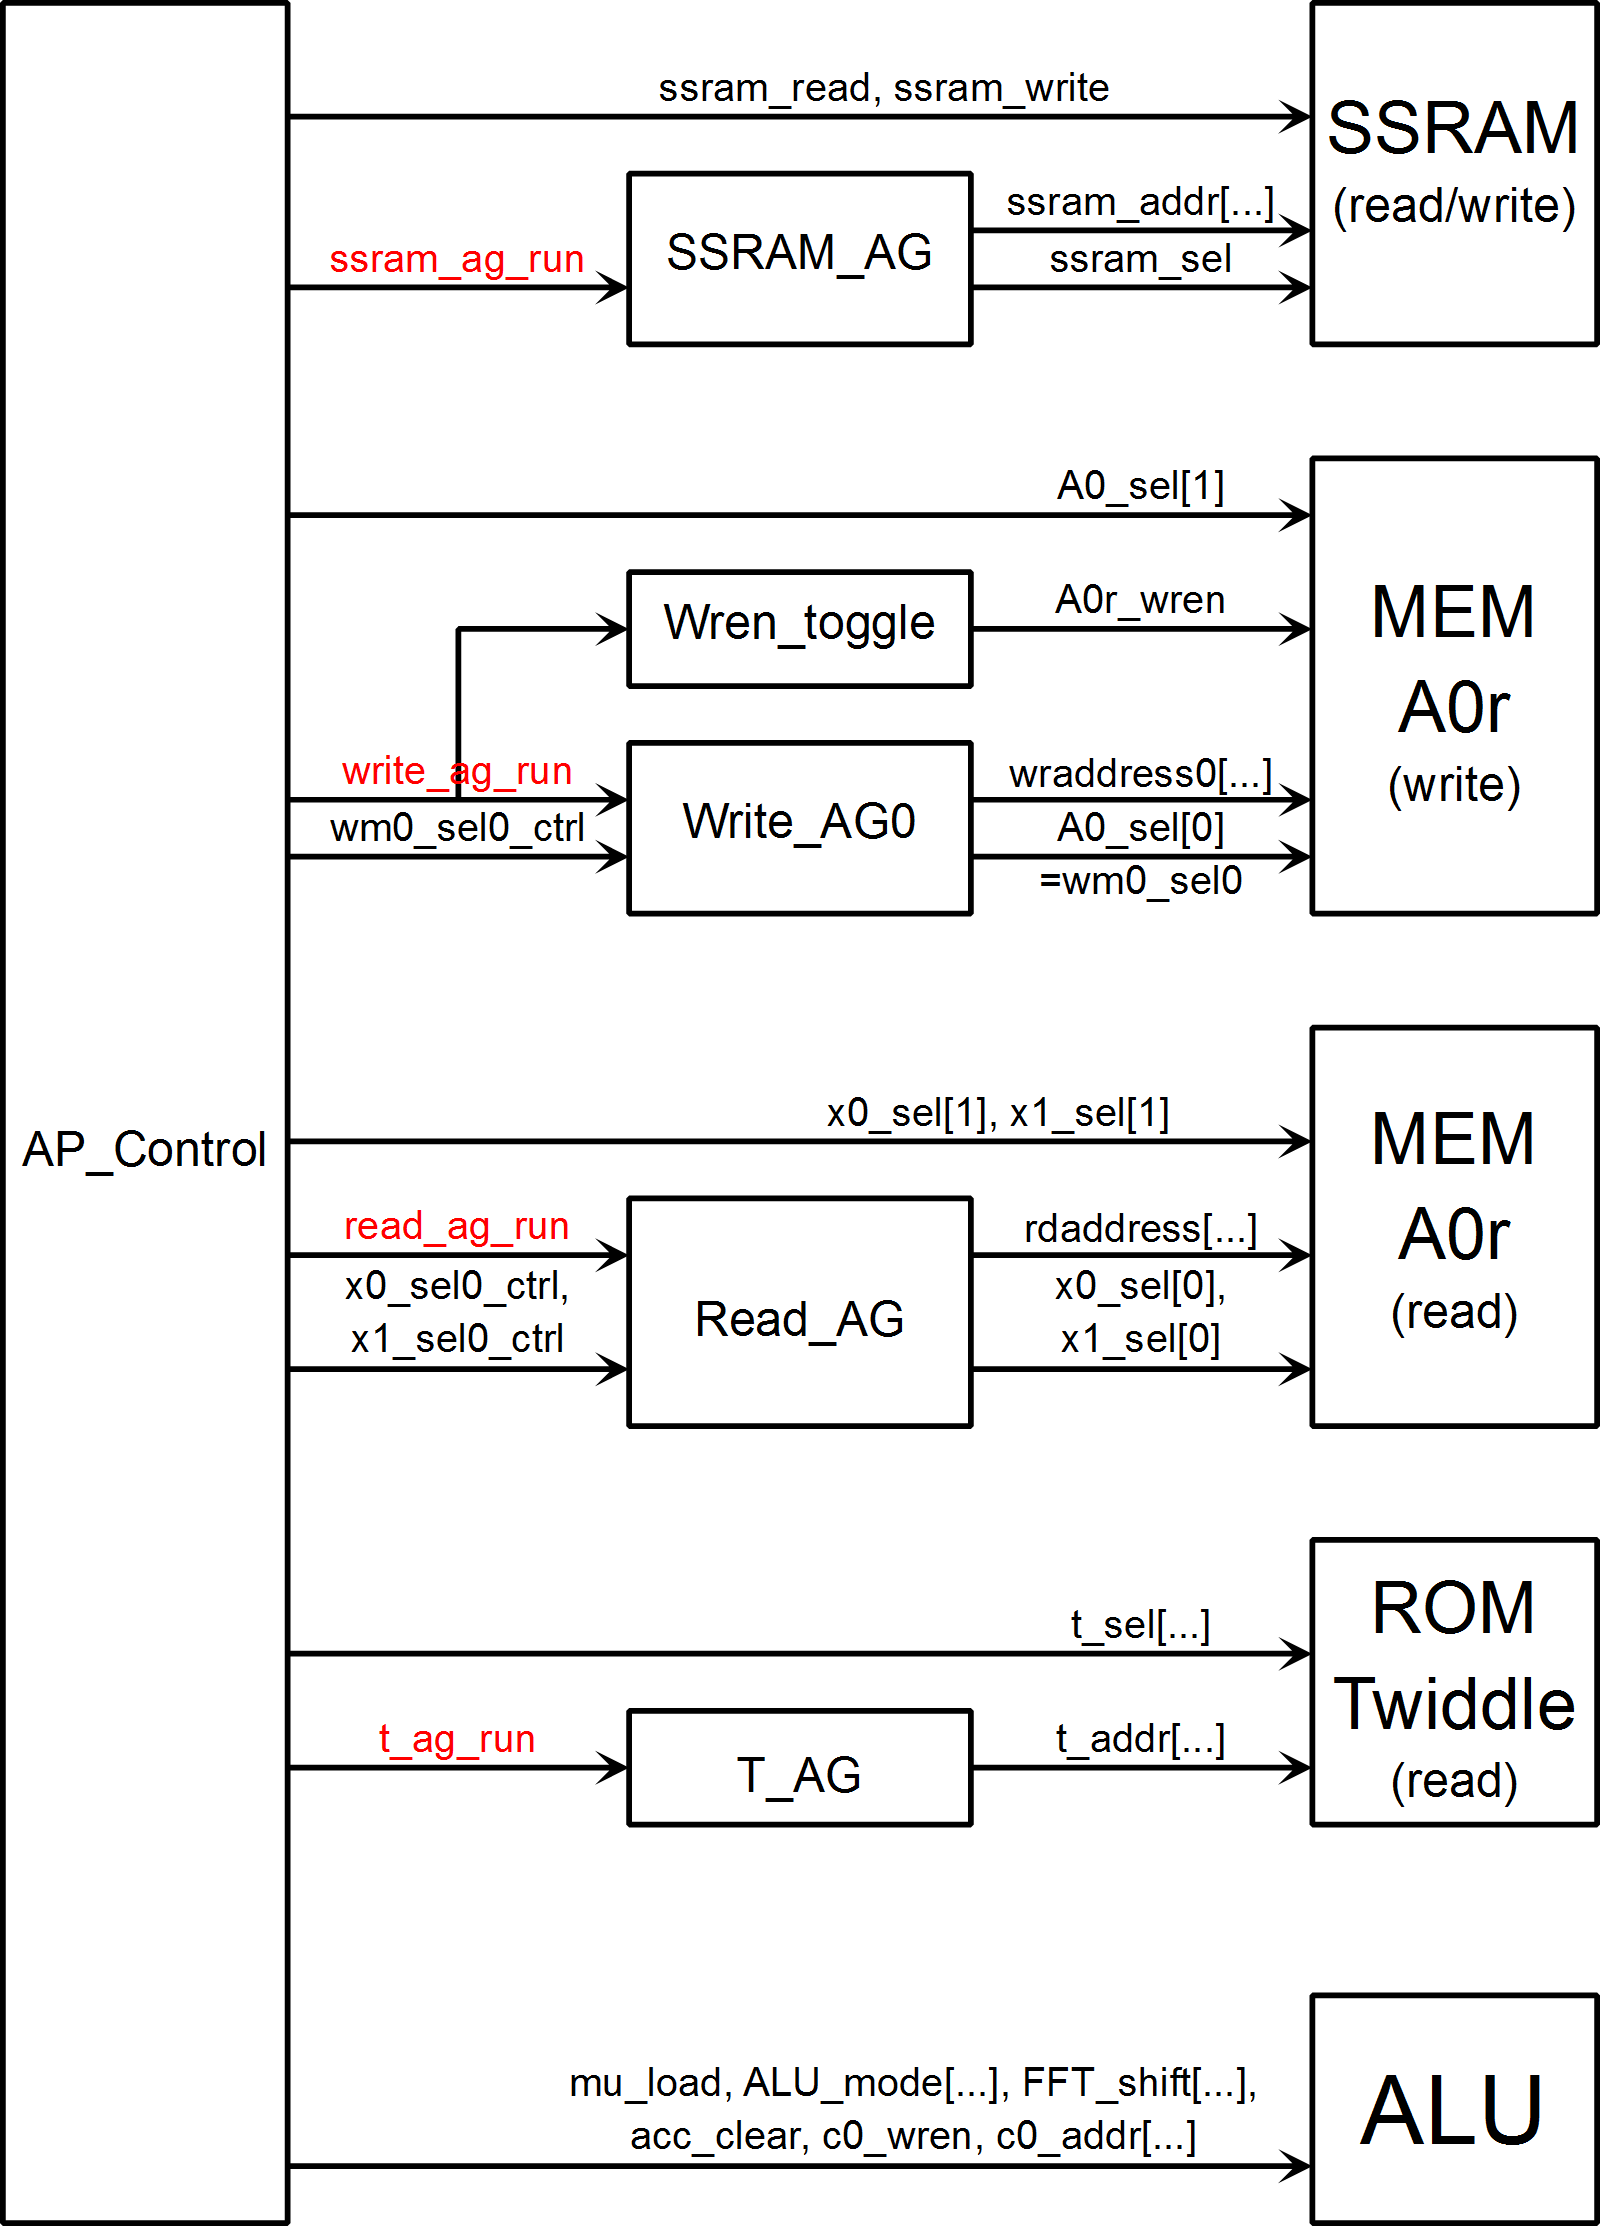 ssram_read, ssram_write
SSRAM
(read/write)
ssram_ag_run
SSRAM_AG
ssram_addr[...]
ssram_sel
A0_sel[1]
Wren_toggle
A0r_wren
MEM
A0r
(write)
write_ag_run
wm0_sel0_ctrl
Write_AG0
wraddress0[...]
A0_sel[0]
=wm0_sel0
AP_Control
x0_sel[1], x1_sel[1]
MEM
A0r
(read)
read_ag_run
x0_sel0_ctrl,
x1_sel0_ctrl
Read_AG
rdaddress[...]
x0_sel[0],
x1_sel[0]
t_sel[...]
ROM
Twiddle
(read)
t_ag_run
T_AG
t_addr[...]
mu_load, ALU_mode[...], FFT_shift[...],
acc_clear, c0_wren, c0_addr[...]
ALU